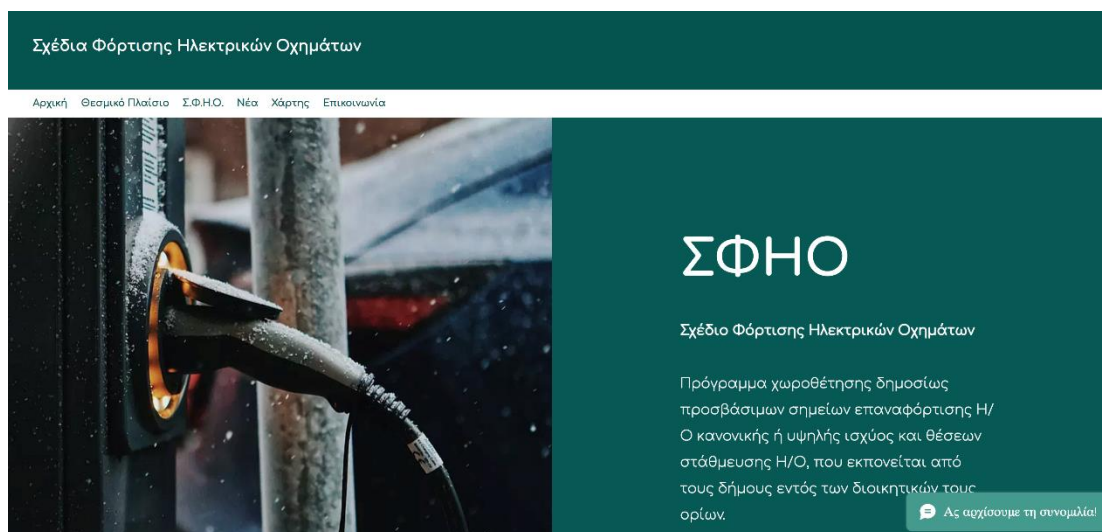 Σχέδια Φόρτισης Ηλεκτρικών Οχημάτων
Αρχική Θεσμικό Πλαίσιο Σ.Φ.Η.Ο. Νέα Χάρτης Επικοινωνία
ΣΦΗΟ
Σχέδιο Φόρτισης Ηλεκτρικών Οχημάτων
Πρόγραμμα χωροθέτησης δημοσίως
προσβάσιμων σημείων επαναφόρτισης Η/
Ο κανονικής ή υψηλής ισχύος και θέσεων
στάθμευσης Η/Ο, που εκπονείται από
τους δήμους εντός των διοικητικών τους
ορίων.
Ας αρχίσουμε τη συνομιλία!